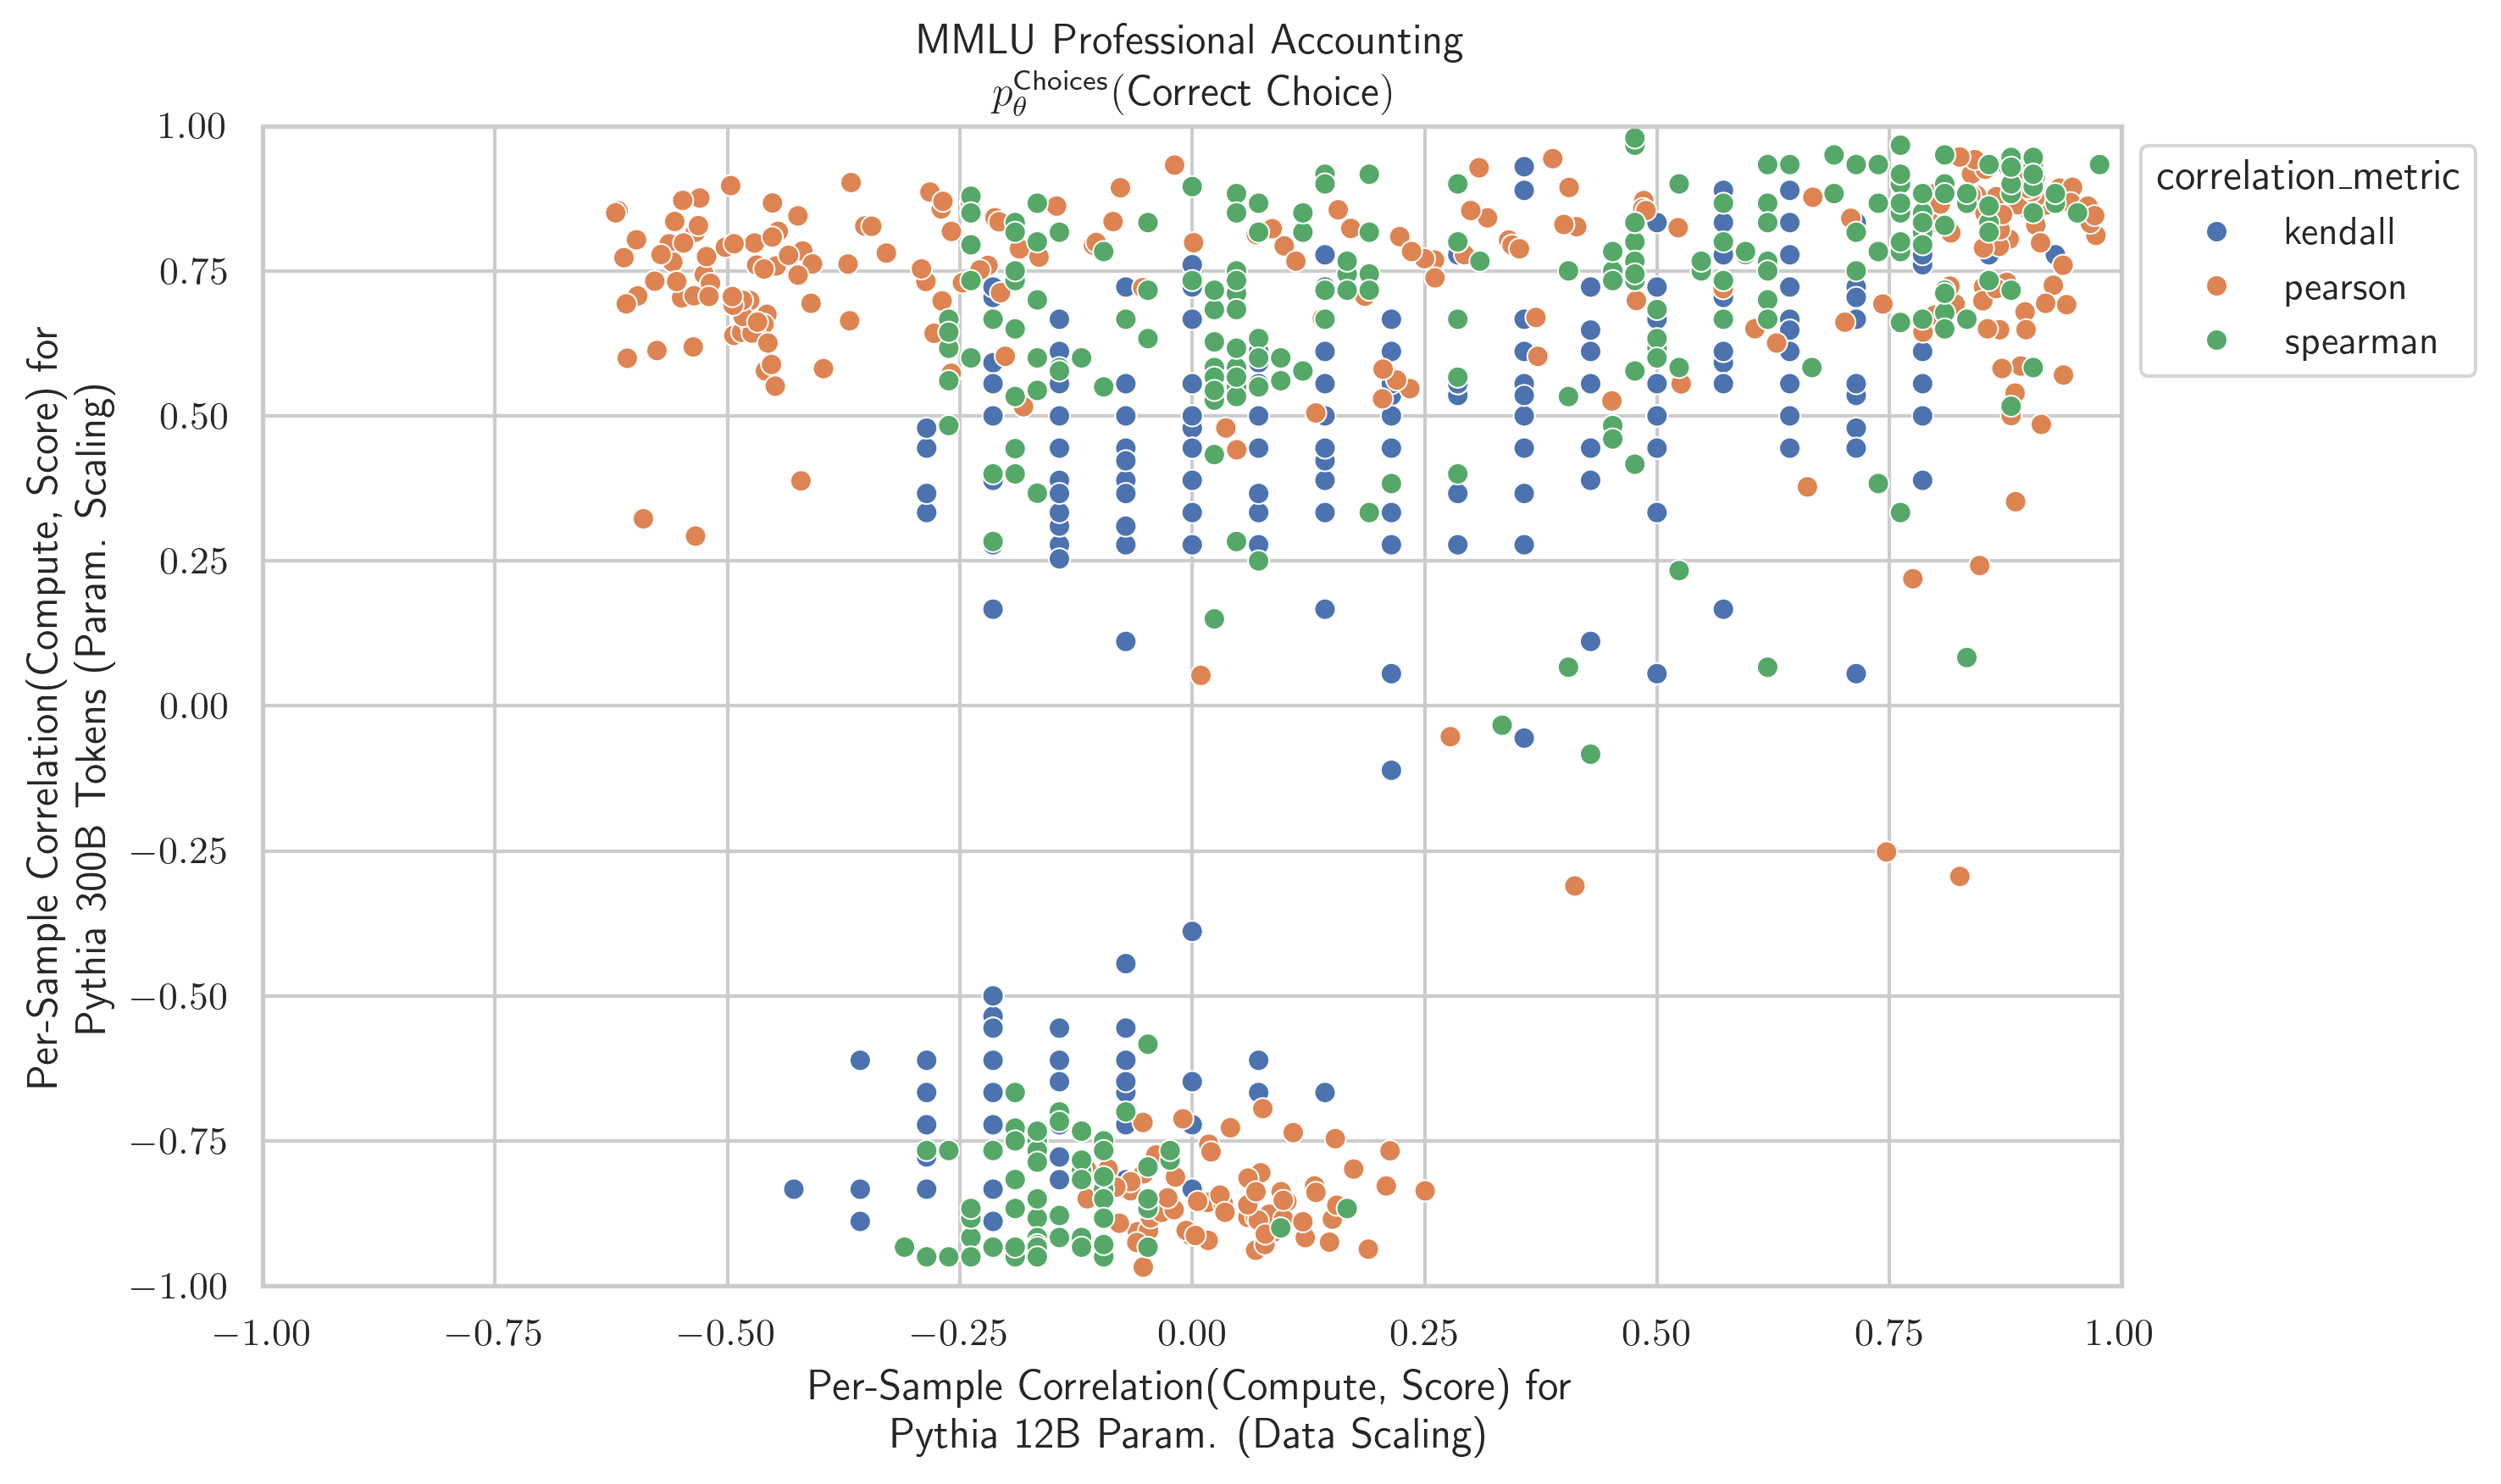 MMLU Professional Accounting
p_θ^Choices(Correct Choice)
1.00
0.75
0.50
0.25
0.00
−0.25
−0.50
−0.75
−1.00
Per-Sample Correlation(Compute, Score) for
Pythia 300B Tokens (Param. Scaling)
−1.00 −0.75 −0.50 −0.25 0.00 0.25 0.50 0.75 1.00
Per-Sample Correlation(Compute, Score) for
Pythia 12B Param. (Data Scaling)
correlation_metric
kendall
pearson
spearman